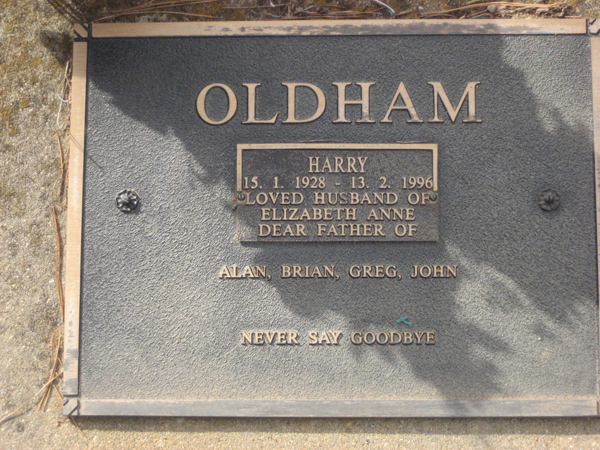 OLDHAM
HARRY
15. 1. 1928 - 13. 2. 1996
LOVED HUSBAND OF
ELIZABETH ANNE
DEAR FATHER OF
ALAN, BRIAN, GREG, JOHN
NEVER SAY GOODBYE